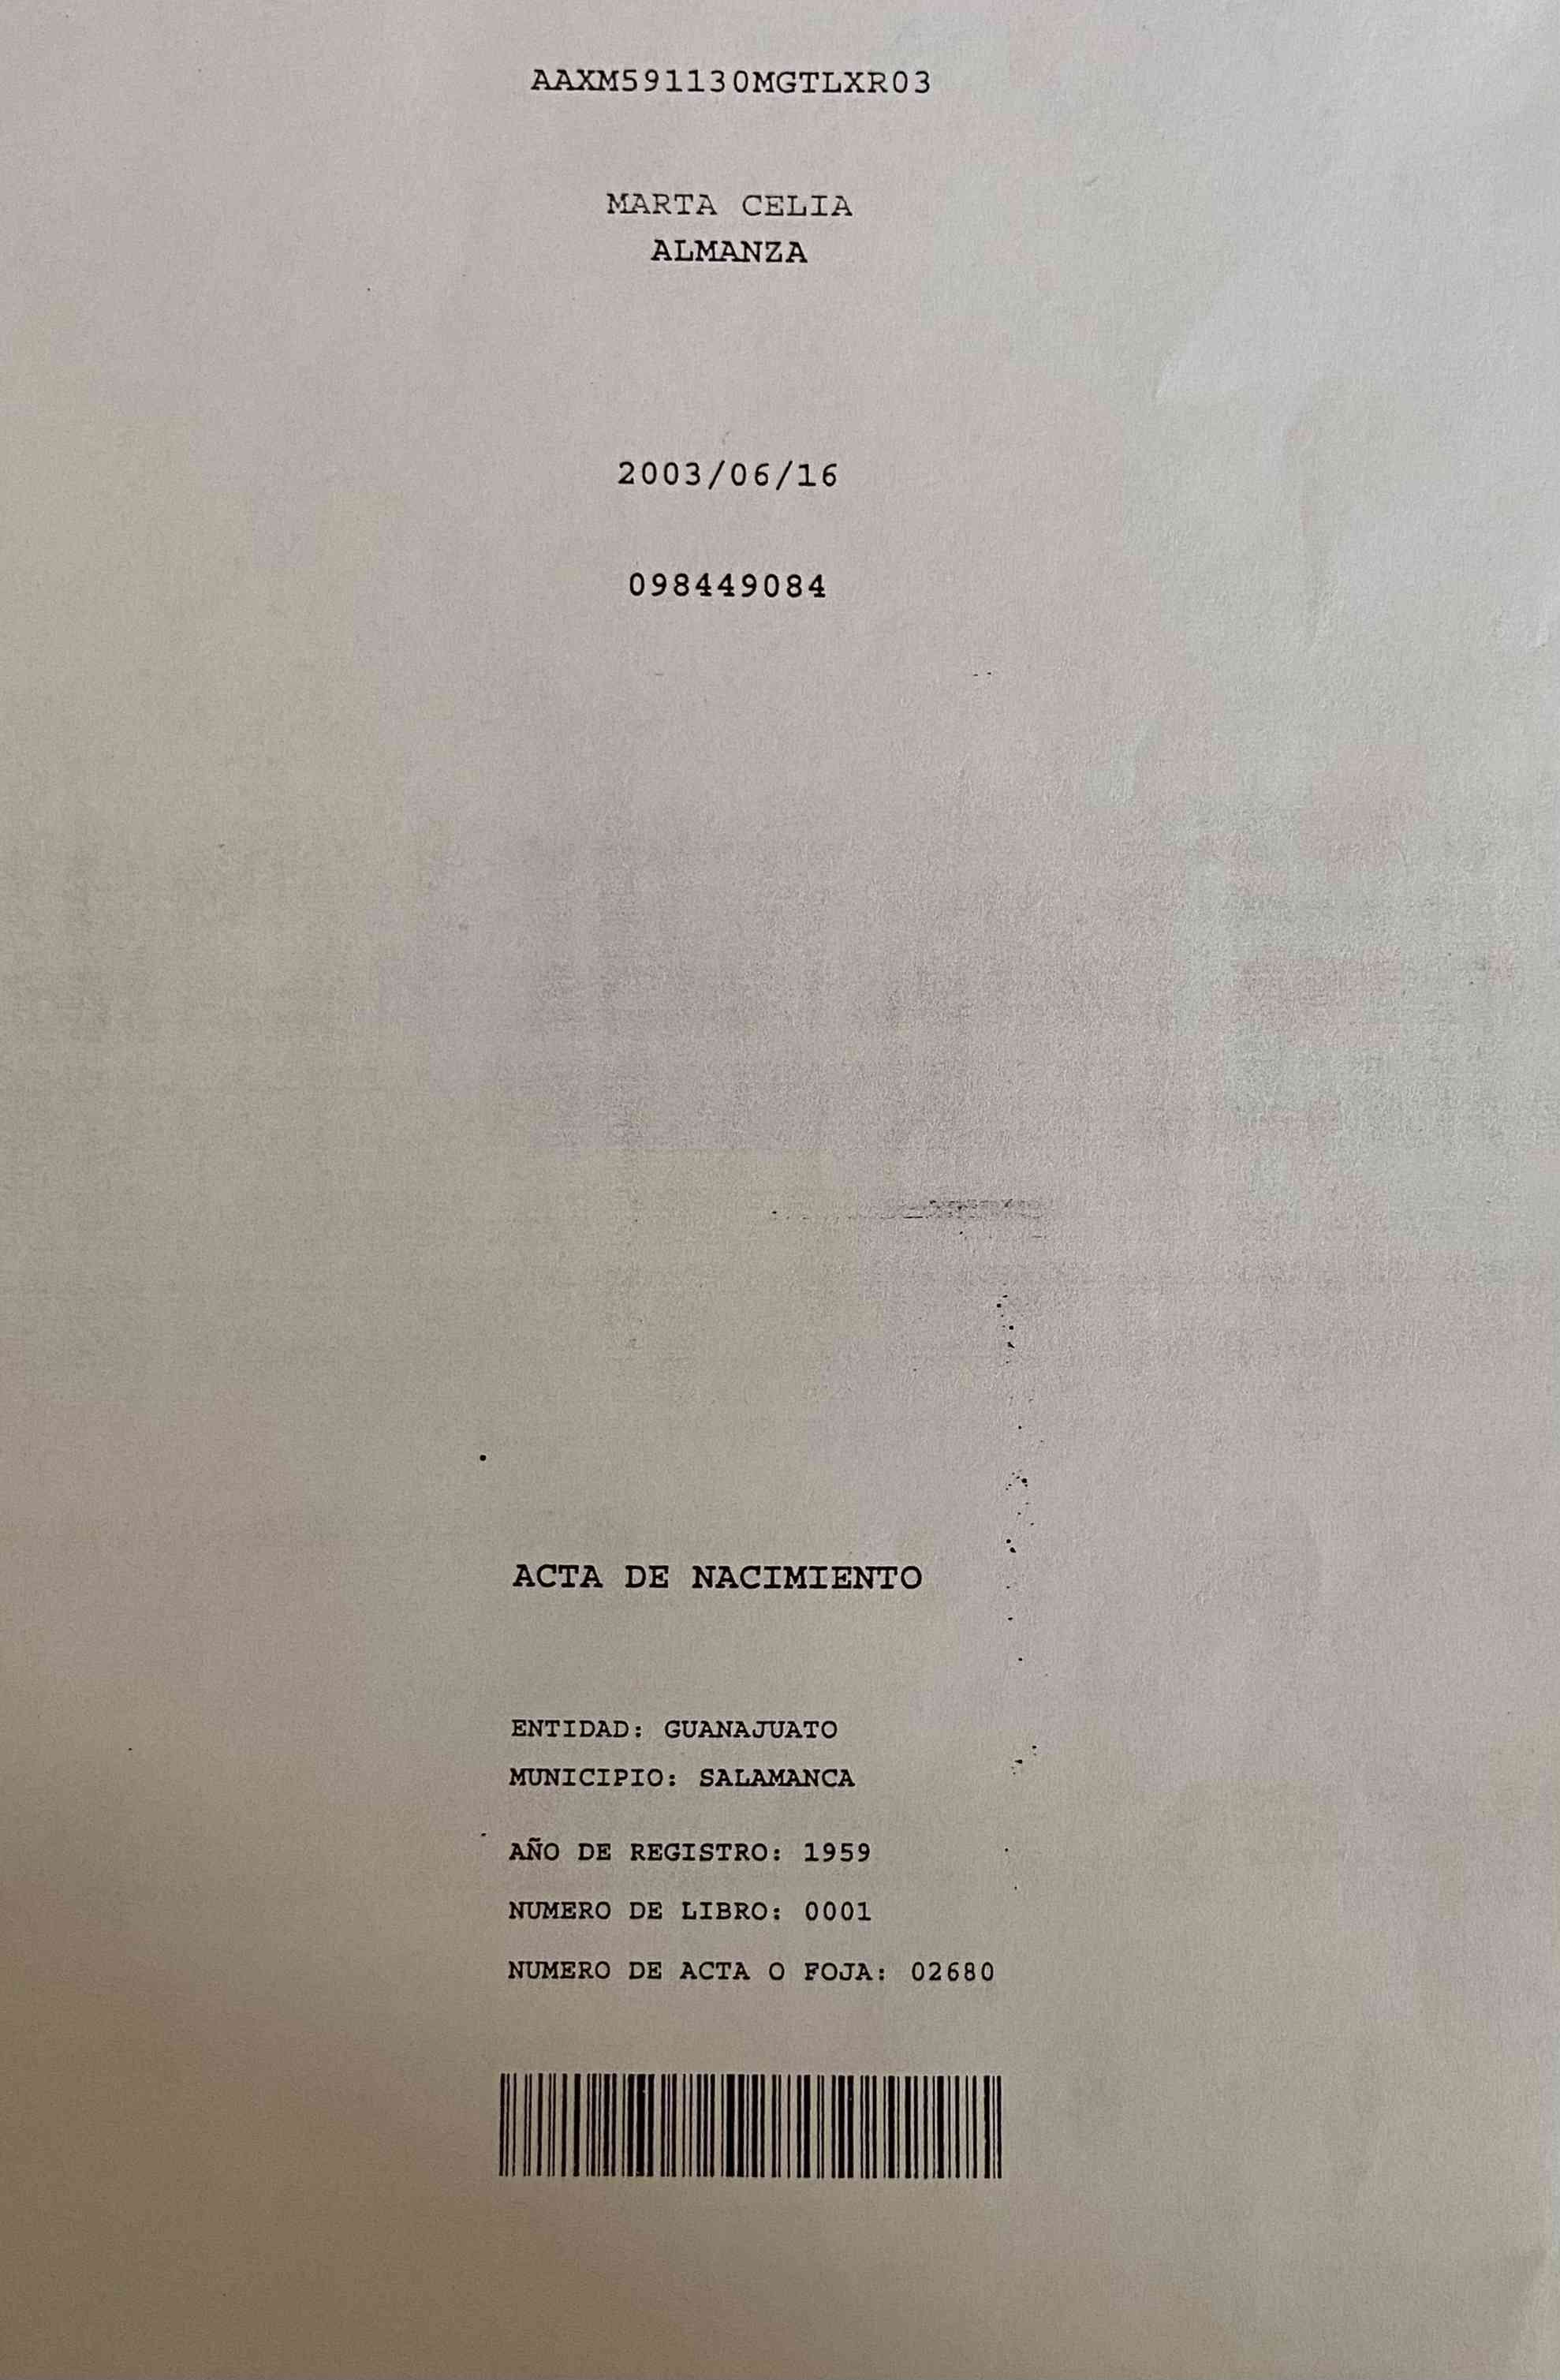 AAXM591130MGTLXR03
MARTA CELIA
ALMANZA
2003/06/16
098449084
ACTA DE NACIMIENTO
ENTIDAD: GUANAJUATO
MUNICIPIO: SALAMANCA
AÑO DE REGISTRO: 1959
NUMERO DE LIBRO: 0001
NUMERO DE ACTA O FOJA: 02680